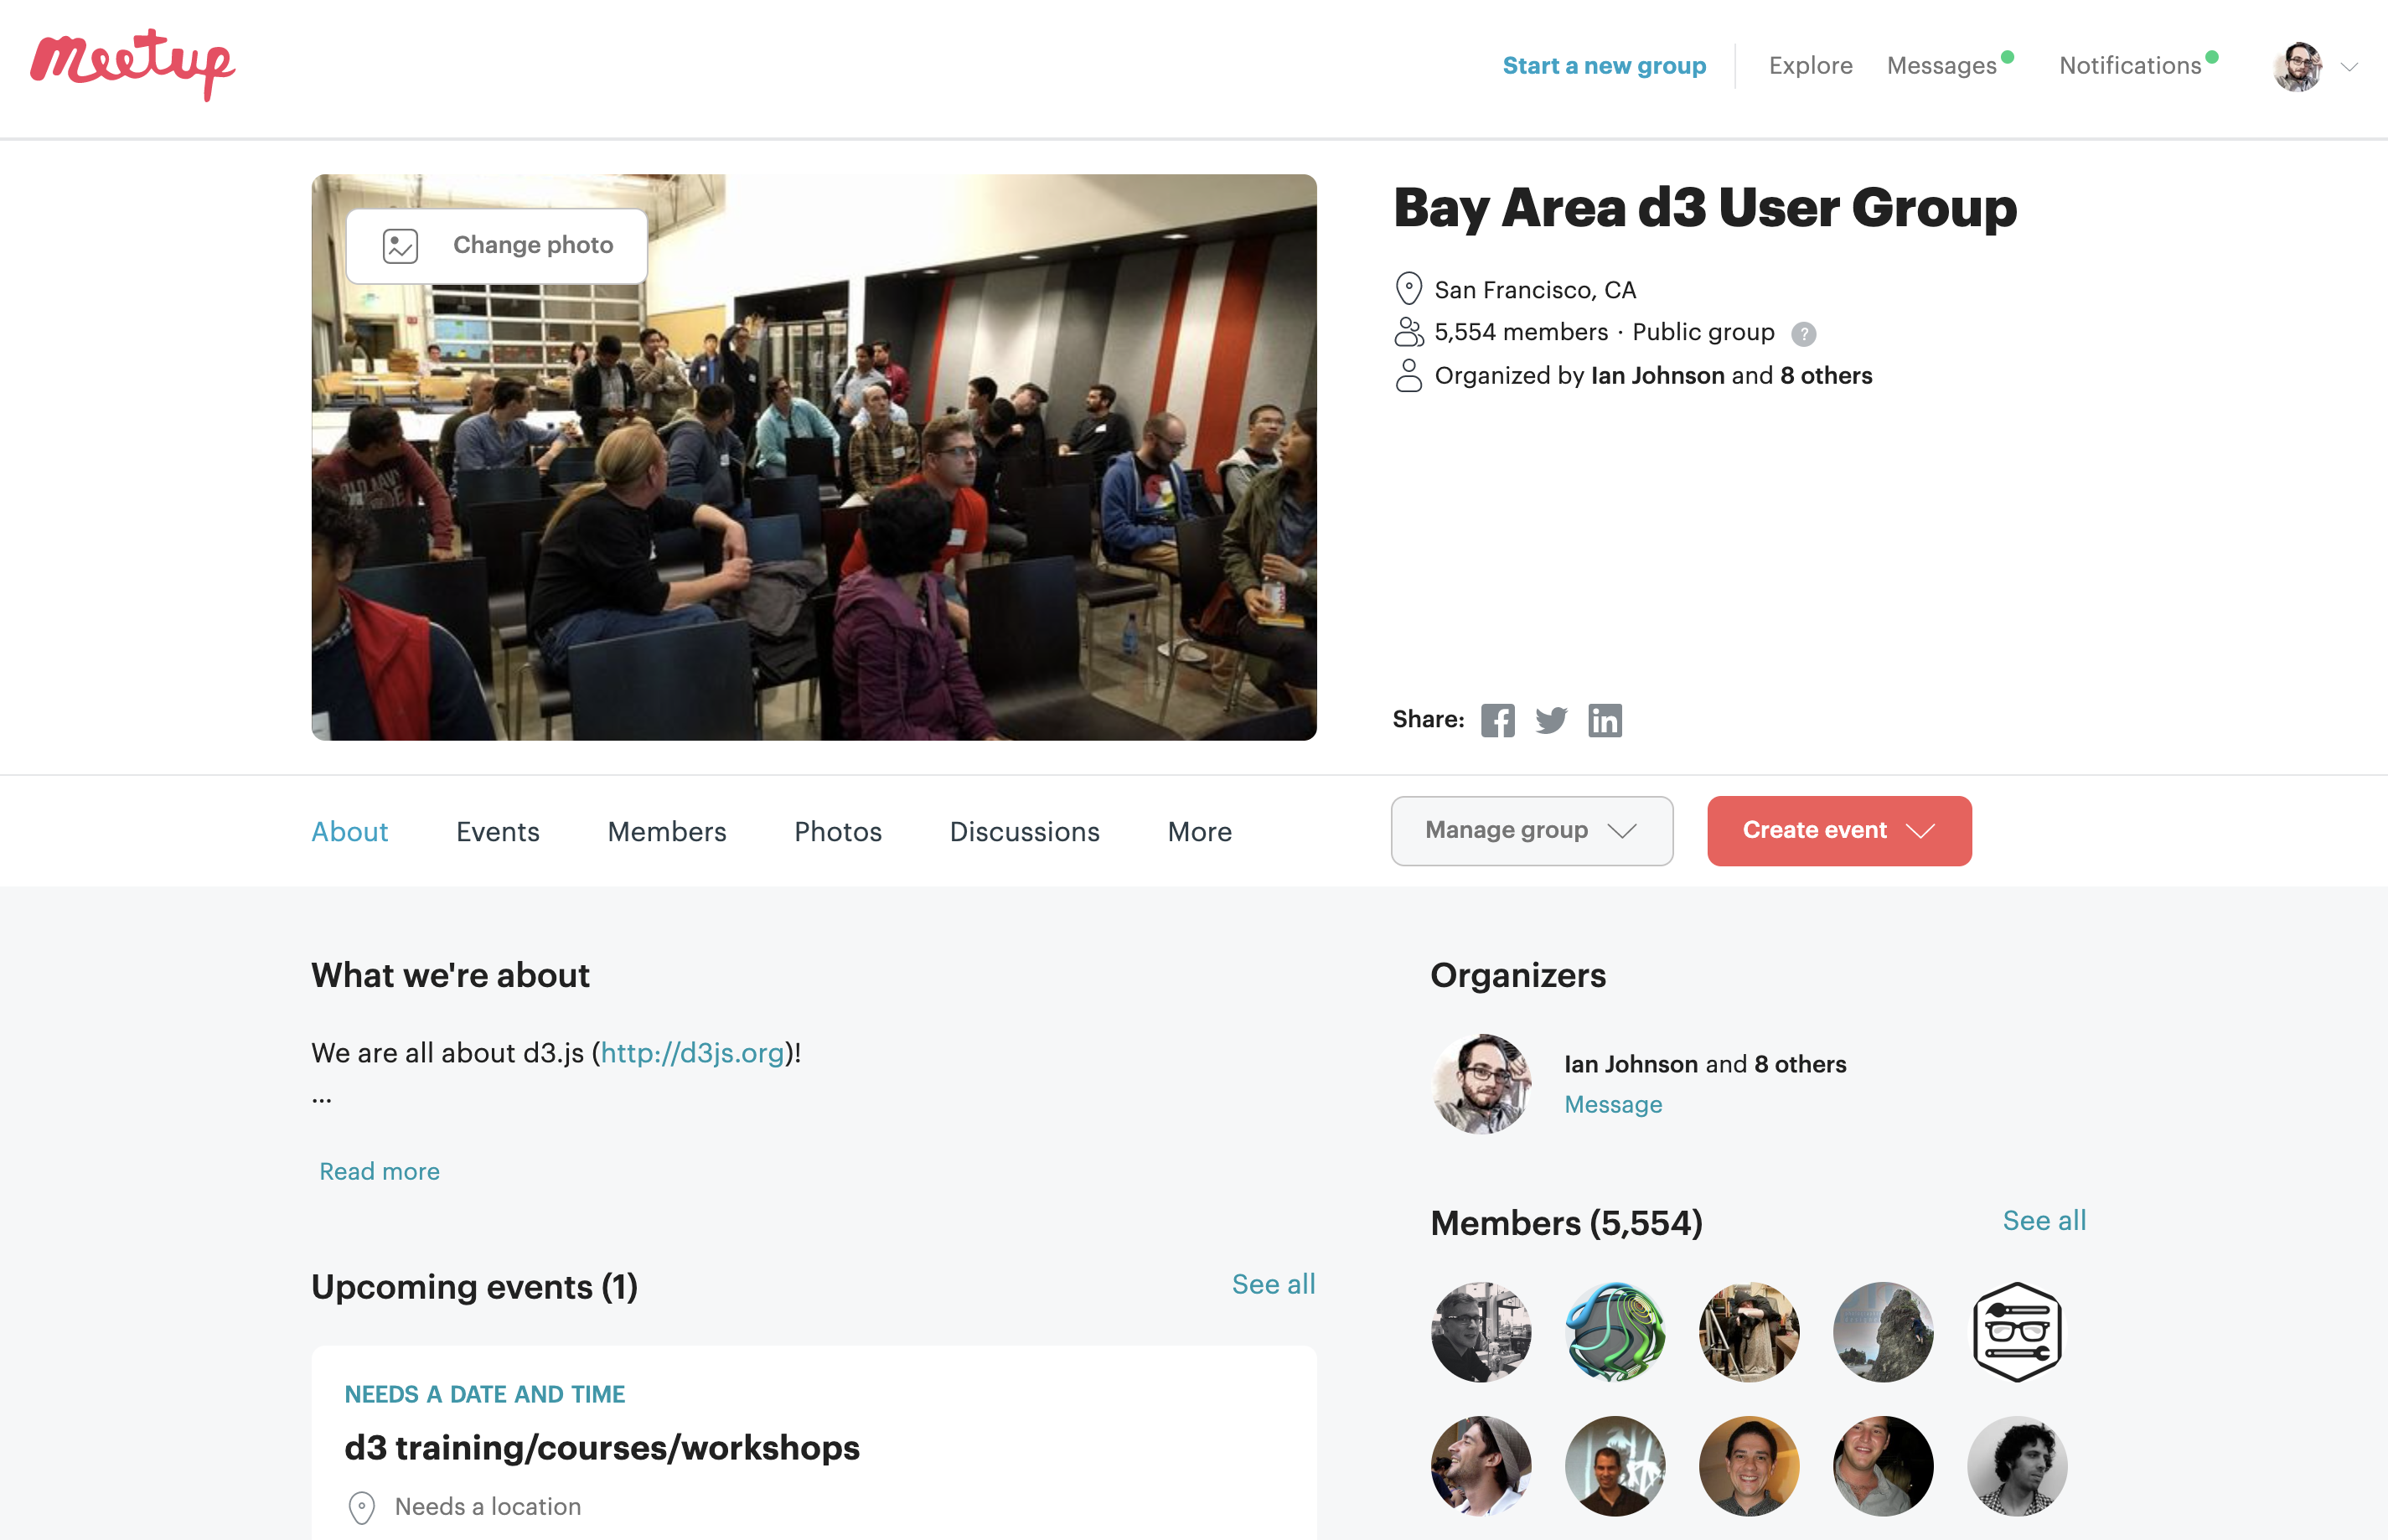 Meetup
Start a new group
Explore
Messages
Notifications
Change photo
Bay Area d3 User Group
San Francisco, CA
5,554 members · Public group ?
Organized by Ian Johnson and 8 others
Share:
About
Events
Members
Photos
Discussions
More
Manage group
Create event
What we're about
We are all about d3.js (http://d3js.org)!
...
Read more
Upcoming events (1)
See all
NEEDS A DATE AND TIME
d3 training/courses/workshops
Needs a location
Organizers
Ian Johnson and 8 others
Message
Members (5,554)
See all